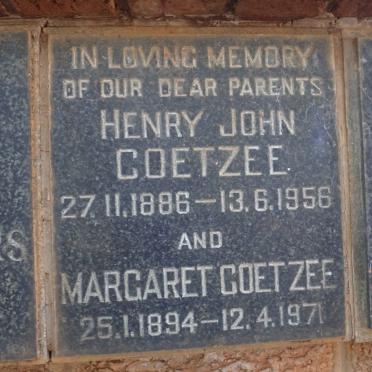 IN LOVING MEMORY
OF OUR DEAR PARENTS
HENRY JOHN
COETZEE
27.11.1886 — 13.6.1956
AND
MARGARET COETZEE
25.1.1894 — 12.4.1971